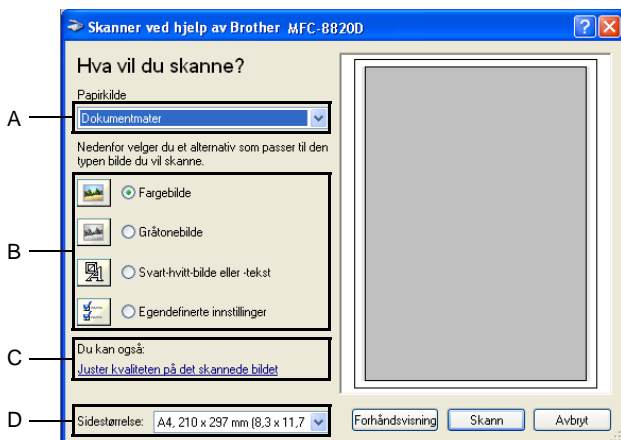 Skanner ved hjelp av Brother MFC-8820D
Hva vil du skanne?
Papirkilde
A
Dokumentmater
Nedenfor velger du et alternativ som passer til den
typen bilde du vil skanne.
B
Fargebilde
Gråtonebilde
Svart-hvitt-bilde eller -tekst
Egendefinerte innstillinger
C
Du kan også:
Juster kvaliteten på det skannede bildet
D
Sidestørrelse: A4, 210 x 297 mm (8,3 x 11,7
Forhåndsvisning Skann Avbryt